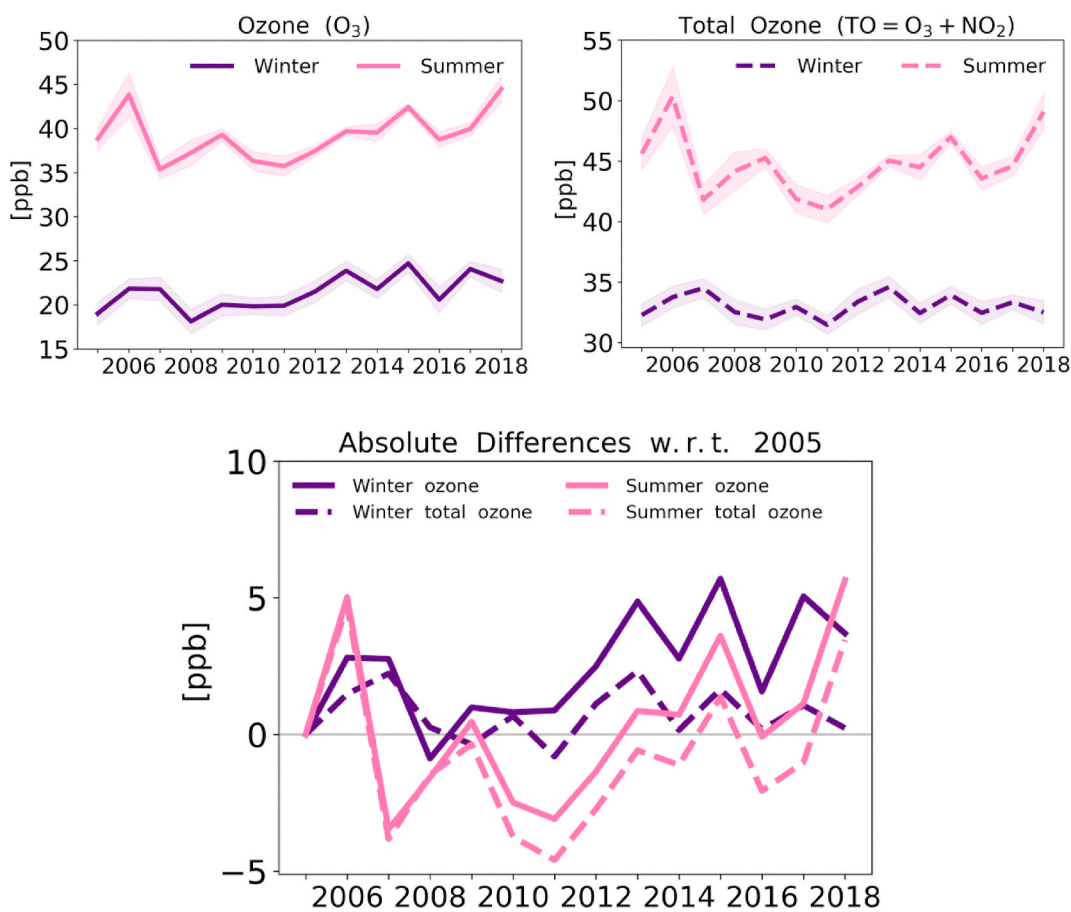 Ozone (O₃)
50
45
40
35
30
25
20
15
[ppb]
Winter
Summer
2006 2008 2010 2012 2014 2016 2018
Total Ozone (TO = O₃ + NO₂)
55
50
45
40
35
30
[ppb]
Winter
Summer
2006 2008 2010 2012 2014 2016 2018
Absolute Differences w.r.t. 2005
10
5
0
−5
[ppb]
Winter ozone
Winter total ozone
Summer ozone
Summer total ozone
2006 2008 2010 2012 2014 2016 2018